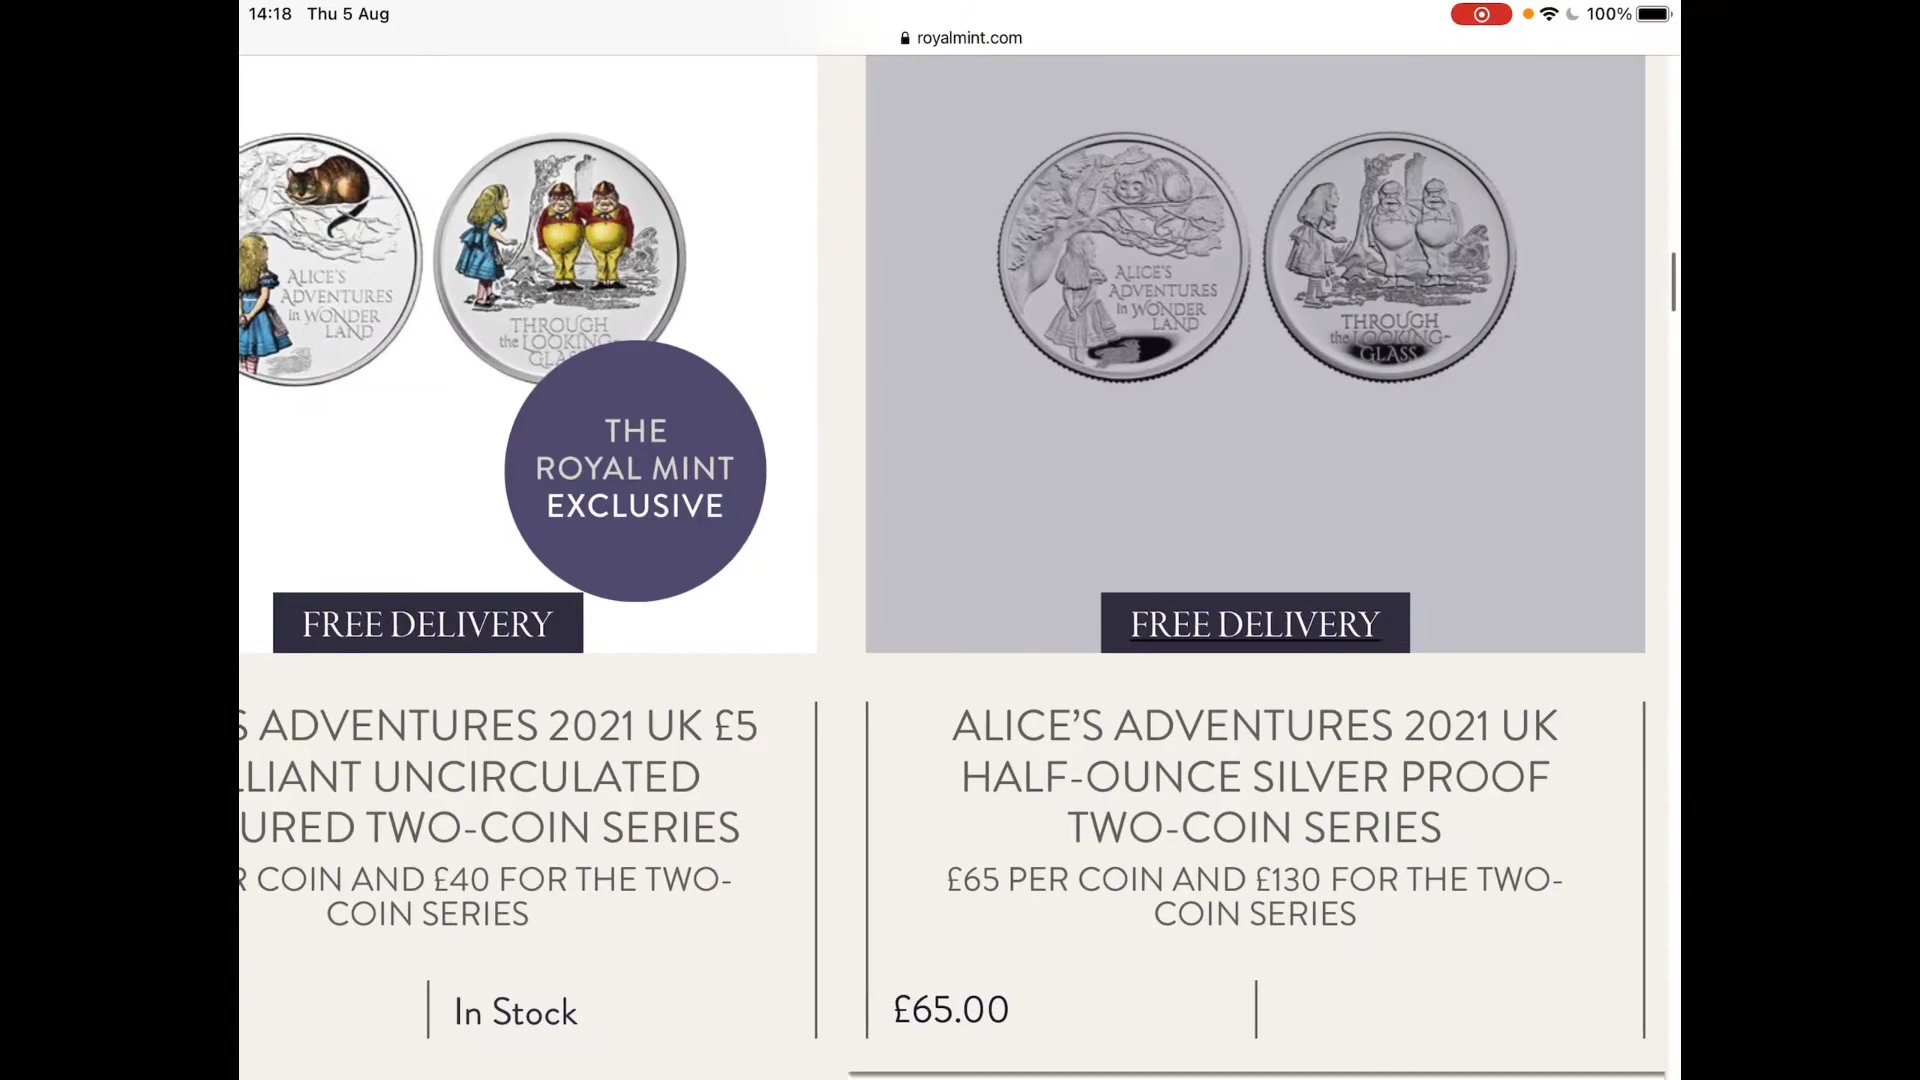 14:18 Thu 5 Aug
100%
royalmint.com
ALICE'S
ADVENTURES
in WONDER
LAND
THROUGH
the LOOKING-
GLASS
THE
ROYAL MINT
EXCLUSIVE
FREE DELIVERY
S ADVENTURES 2021 UK £5
LLIANT UNCIRCULATED
URED TWO-COIN SERIES
R COIN AND £40 FOR THE TWO-
COIN SERIES
In Stock
ALICE'S
ADVENTURES
in WONDER
LAND
THROUGH
the LOOKING-
GLASS
FREE DELIVERY
ALICE’S ADVENTURES 2021 UK
HALF-OUNCE SILVER PROOF
TWO-COIN SERIES
£65 PER COIN AND £130 FOR THE TWO-
COIN SERIES
£65.00